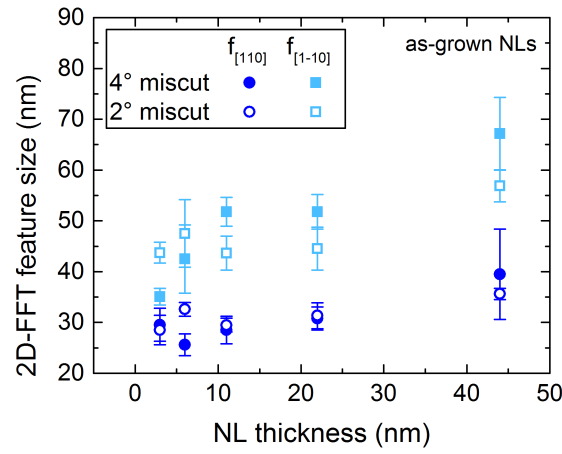 90
80
70
60
50
40
30
20
0
10
20
30
40
50
2D-FFT feature size (nm)
NL thickness (nm)
as-grown NLs
f[110] f[1-10]
4° miscut
2° miscut